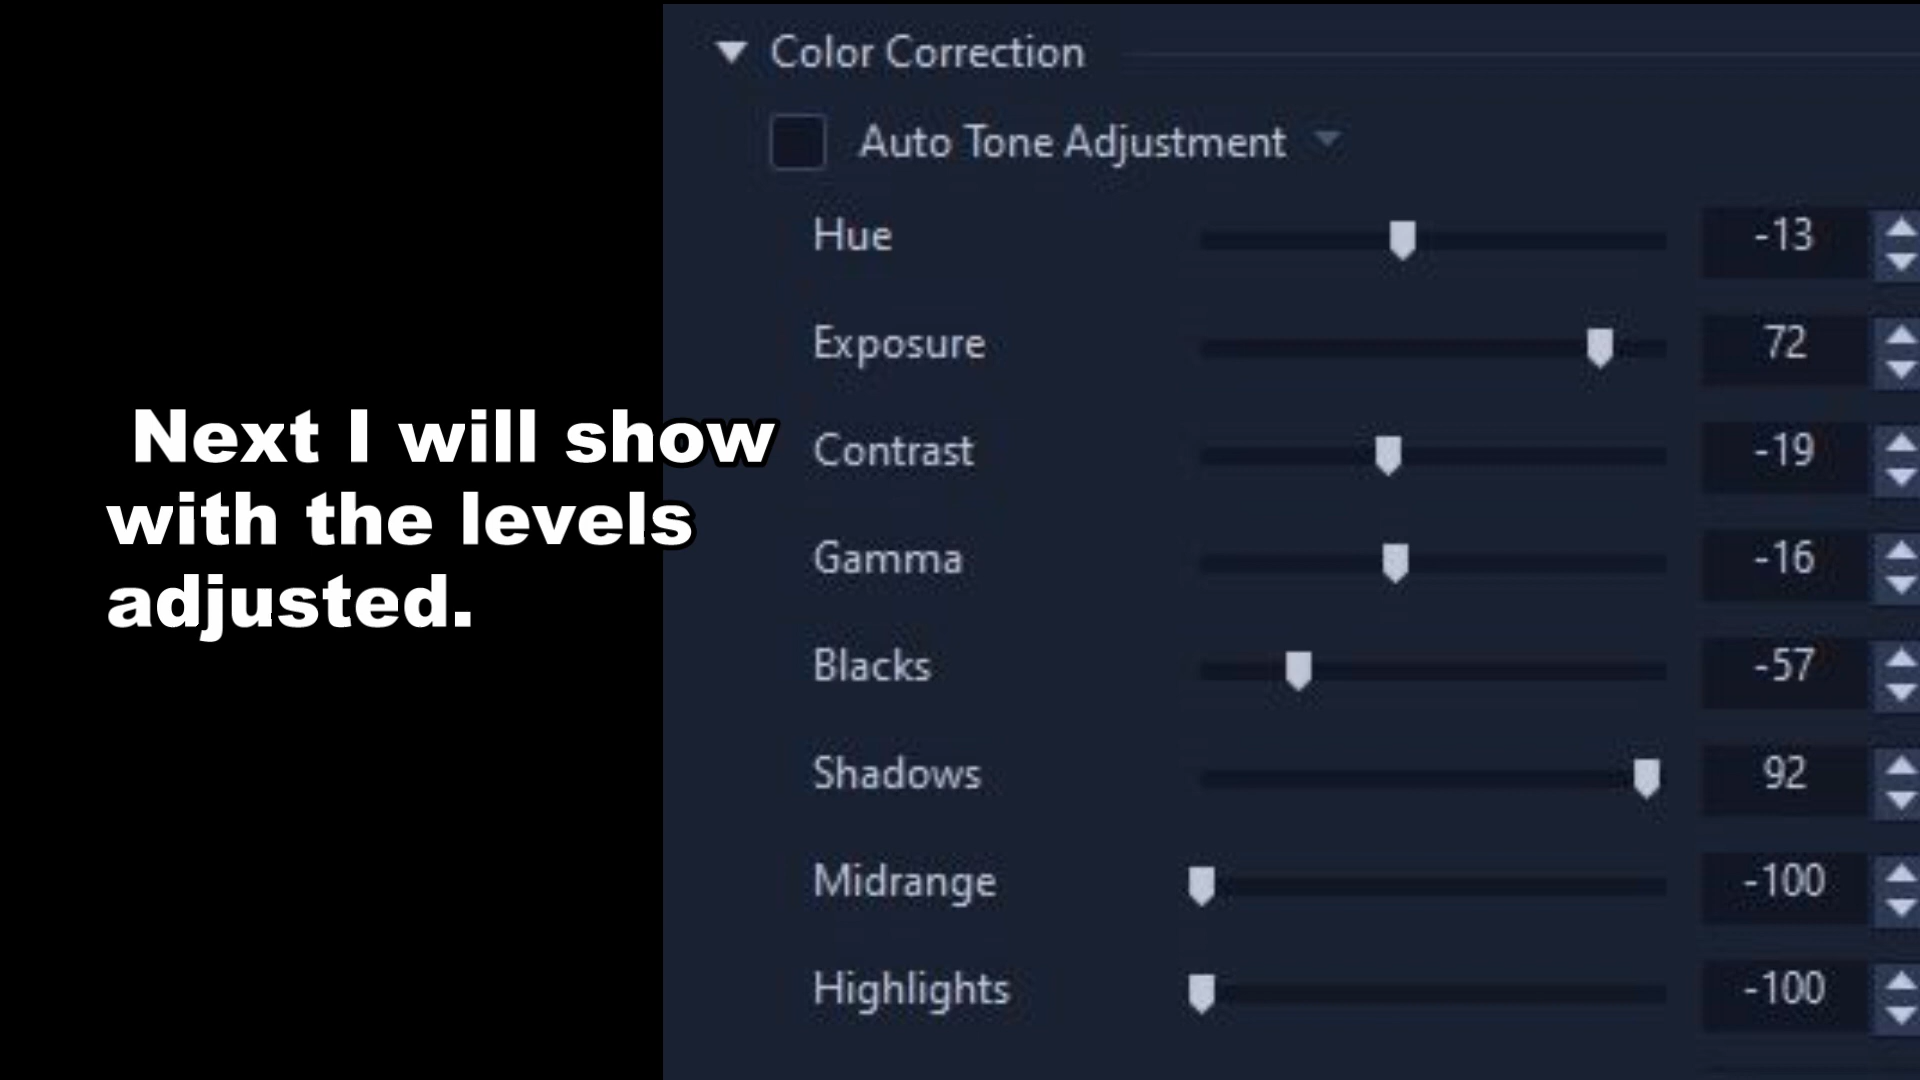 Color Correction
Auto Tone Adjustment
Hue -13
Exposure 72
Next I will show
with the levels
adjusted.
Contrast -19
Gamma -16
Blacks -57
Shadows 92
Midrange -100
Highlights -100